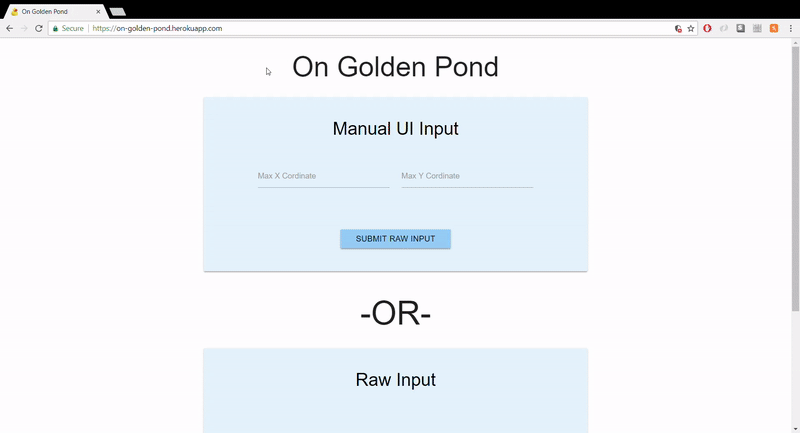 On Golden Pond
Secure
https://on-golden-pond.herokuapp.com
On Golden Pond
Manual UI Input
Max X Cordinate
Max Y Cordinate
SUBMIT RAW INPUT
-OR-
Raw Input